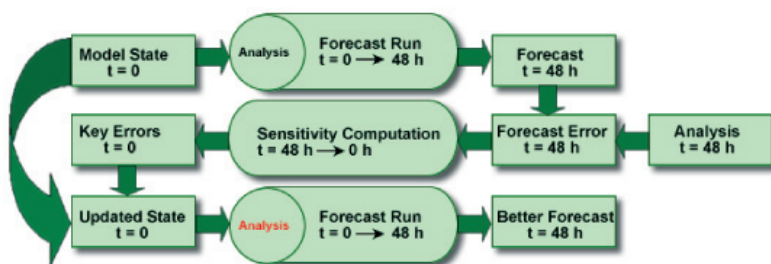 Model State
t = 0
Analysis
Forecast Run
t = 0 → 48 h
Forecast
t = 48 h
Key Errors
t = 0
Sensitivity Computation
t = 48 h → 0 h
Forecast Error
t = 48 h
Analysis
t = 48 h
Updated State
t = 0
Analysis
Forecast Run
t = 0 → 48 h
Better Forecast
t = 48 h